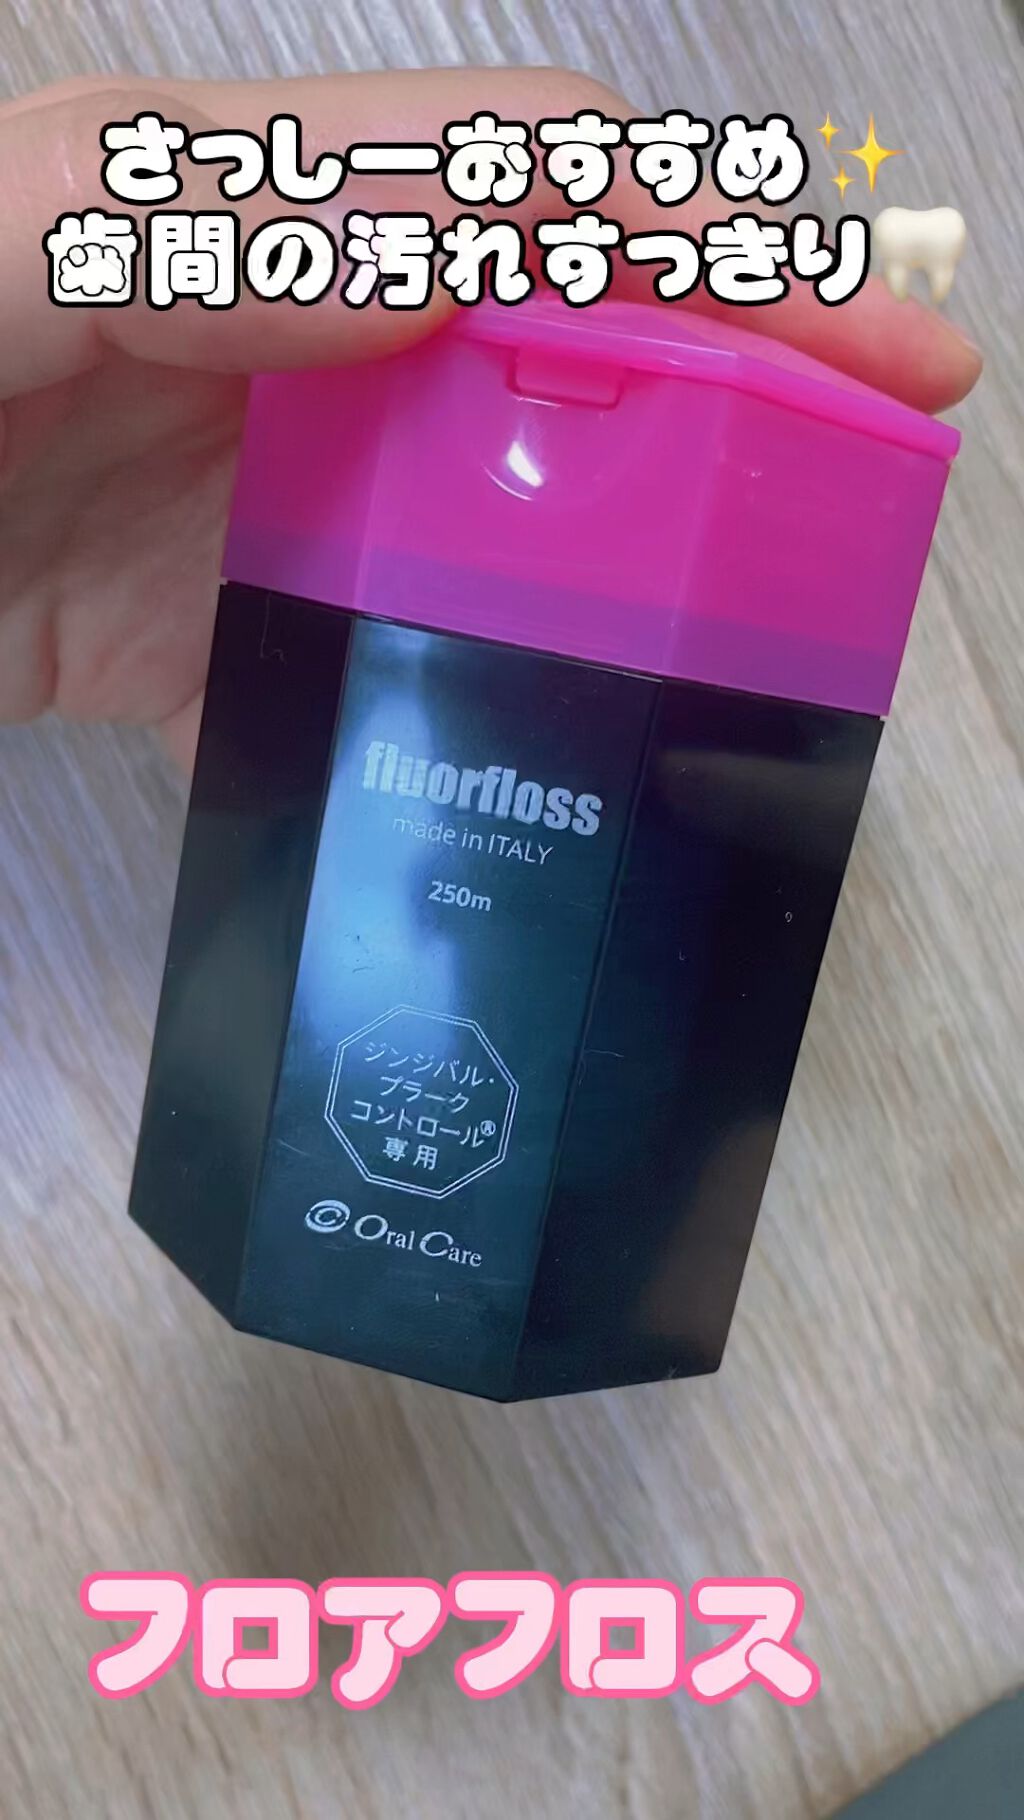 さっしーおすすめ✨
歯間の汚れすっきり🦷
fluorfloss
made in ITALY
250m
ジンジバル・
プラーク
コントロール®
専用
Oral Care
フロアフロス